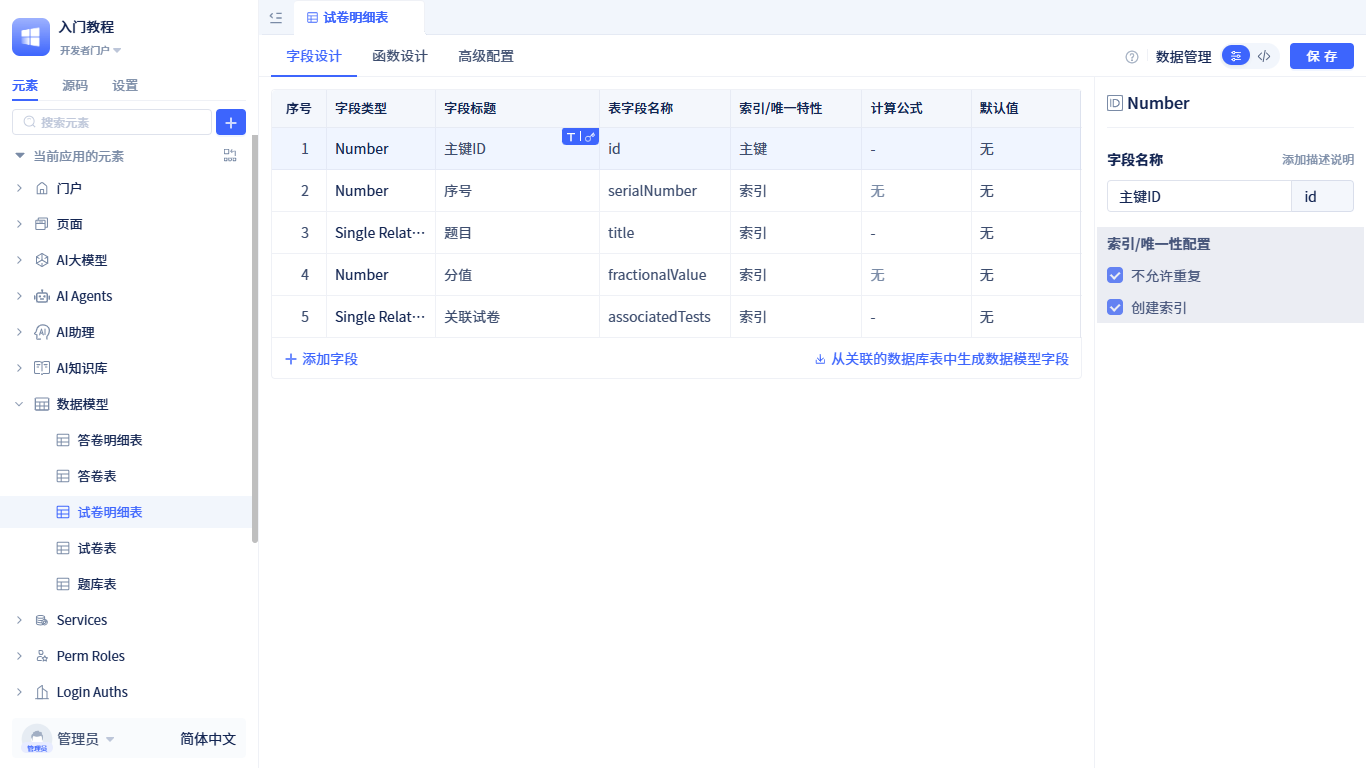 入门教程
开发者门户
元素 源码 设置
搜索元素
当前应用的元素
门户
页面
AI大模型
AI Agents
AI助理
AI知识库
数据模型
答卷明细表
答卷表
试卷明细表
试卷表
题库表
Services
Perm Roles
Login Auths
管理员
管理员 简体中文
试卷明细表
字段设计 函数设计 高级配置
数据管理 保 存
序号 字段类型 字段标题 表字段名称 索引/唯一特性 计算公式 默认值
1 Number 主键ID T id 主键 - 无
2 Number 序号 serialNumber 索引 无 无
3 Single Relat··· 题目 title 索引 - 无
4 Number 分值 fractionalValue 索引 无 无
5 Single Relat··· 关联试卷 associatedTests 索引 - 无
添加字段 从关联的数据库表中生成数据模型字段
ID Number
字段名称 添加描述说明
主键ID id
索引/唯一性配置
不允许重复
创建索引